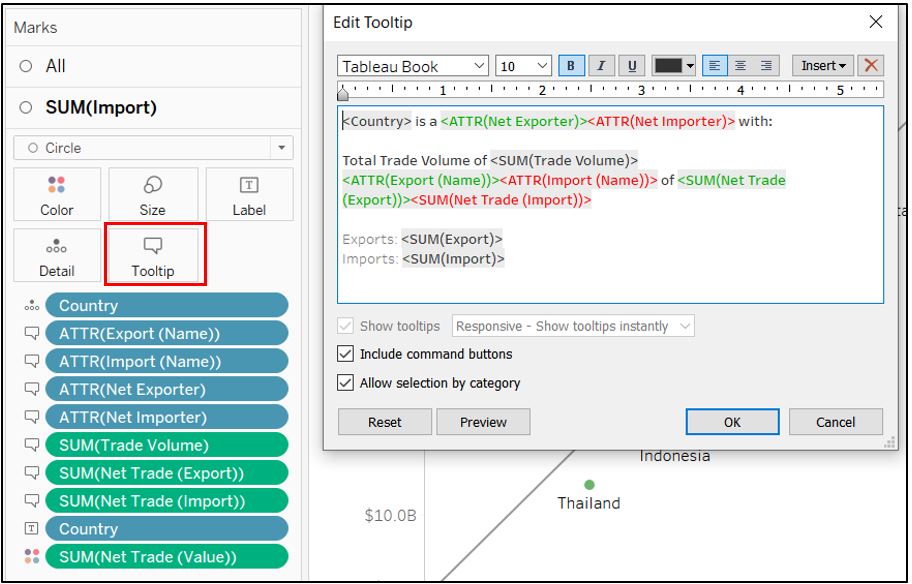 Marks
All
SUM(Import)
Circle
Color
Size
Label
Detail
Tooltip
Country
ATTR(Export (Name))
ATTR(Import (Name))
ATTR(Net Exporter)
ATTR(Net Importer)
SUM(Trade Volume)
SUM(Net Trade (Export))
SUM(Net Trade (Import))
Country
SUM(Net Trade (Value))
Edit Tooltip
Tableau Book
10
B
I
U
Insert
1 2 3 4 5
<Country> is a <ATTR(Net Exporter)><ATTR(Net Importer)> with:
Total Trade Volume of <SUM(Trade Volume)>
<ATTR(Export (Name))><ATTR(Import (Name))> of <SUM(Net Trade
(Export))><SUM(Net Trade (Import))>
Exports: <SUM(Export)>
Imports: <SUM(Import)>
Show tooltips
Responsive - Show tooltips instantly
Include command buttons
Allow selection by category
Reset
Preview
OK
Cancel
Indonesia
Thailand
$10.0B